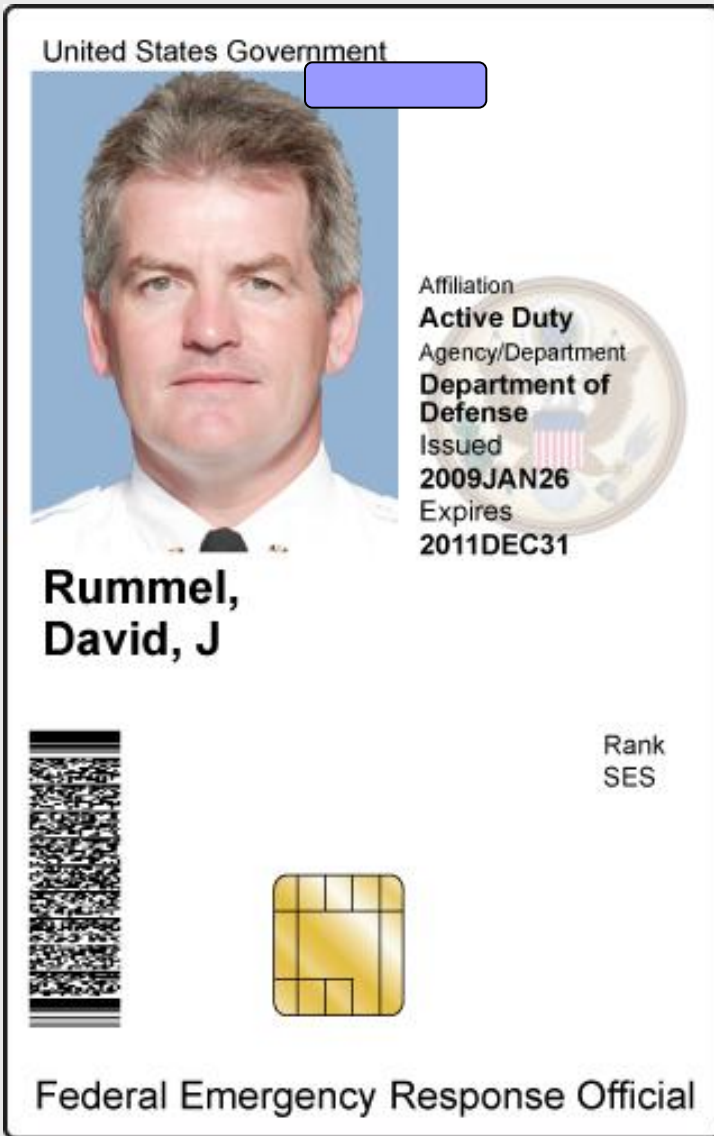 United States Government
Affiliation
Active Duty
Agency/Department
Department of
Defense
Issued
2009JAN26
Expires
2011DEC31
Rummel,
David, J
Rank
SES
Federal Emergency Response Official